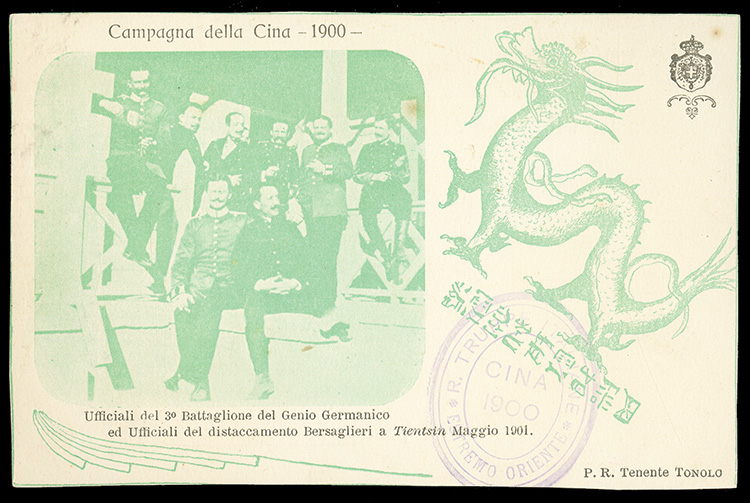 Campagna della Cina – 1900 –
Ufficiali del 3º Battaglione del Genio Germanico
ed Ufficiali del distaccamento Bersaglieri a Tientsin Maggio 1901.
R. TRUPPE
ESTREMO ORIENTE
CINA
1900
P. R. Tenente TONOLO